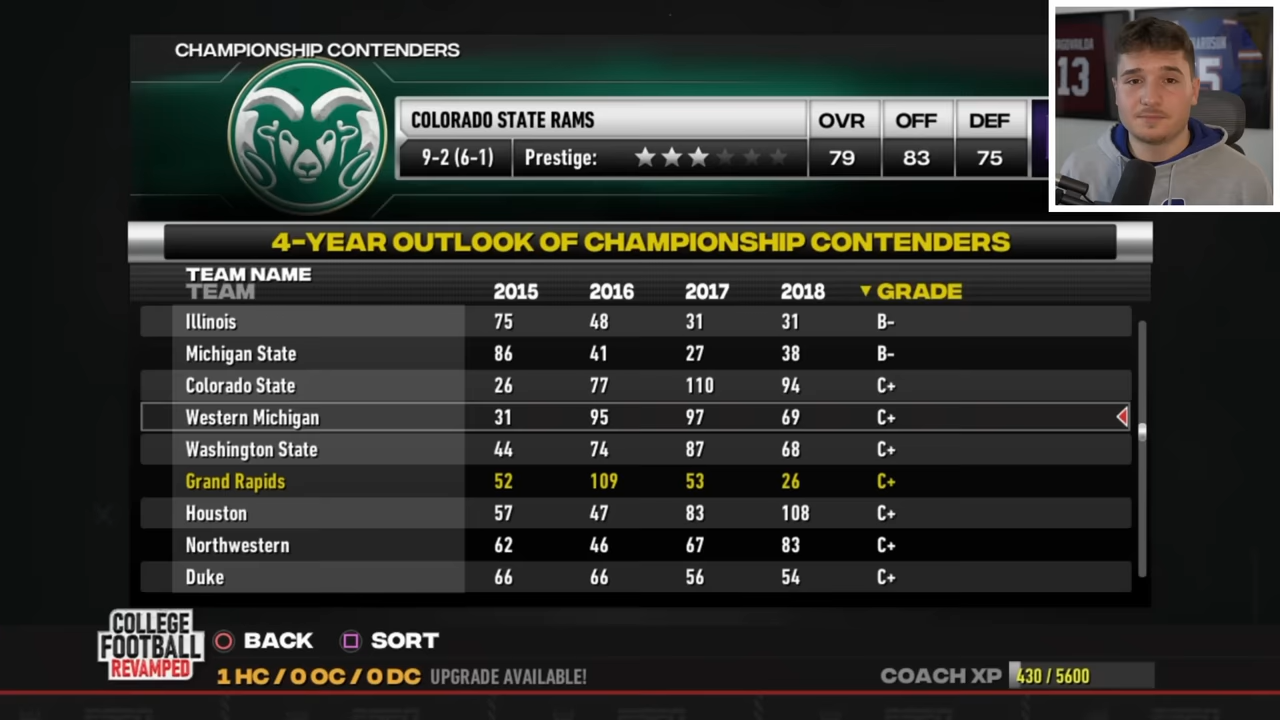 CHAMPIONSHIP CONTENDERS
COLORADO STATE RAMS OVR OFF DEF
9-2 (6-1) Prestige: 79 83 75
13
5
4-YEAR OUTLOOK OF CHAMPIONSHIP CONTENDERS
TEAM NAME
TEAM 2015 2016 2017 2018 GRADE
Illinois 75 48 31 31 B-
Michigan State 86 41 27 38 B-
Colorado State 26 77 110 94 C+
Western Michigan 31 95 97 69 C+
Washington State 44 74 87 68 C+
Grand Rapids 52 109 53 26 C+
Houston 57 47 83 108 C+
Northwestern 62 46 67 83 C+
Duke 66 66 56 54 C+
COLLEGE
FOOTBALL
REVAMPED
BACK SORT
1 HC / 0 OC / 0 DC UPGRADE AVAILABLE! COACH XP 430 / 5600